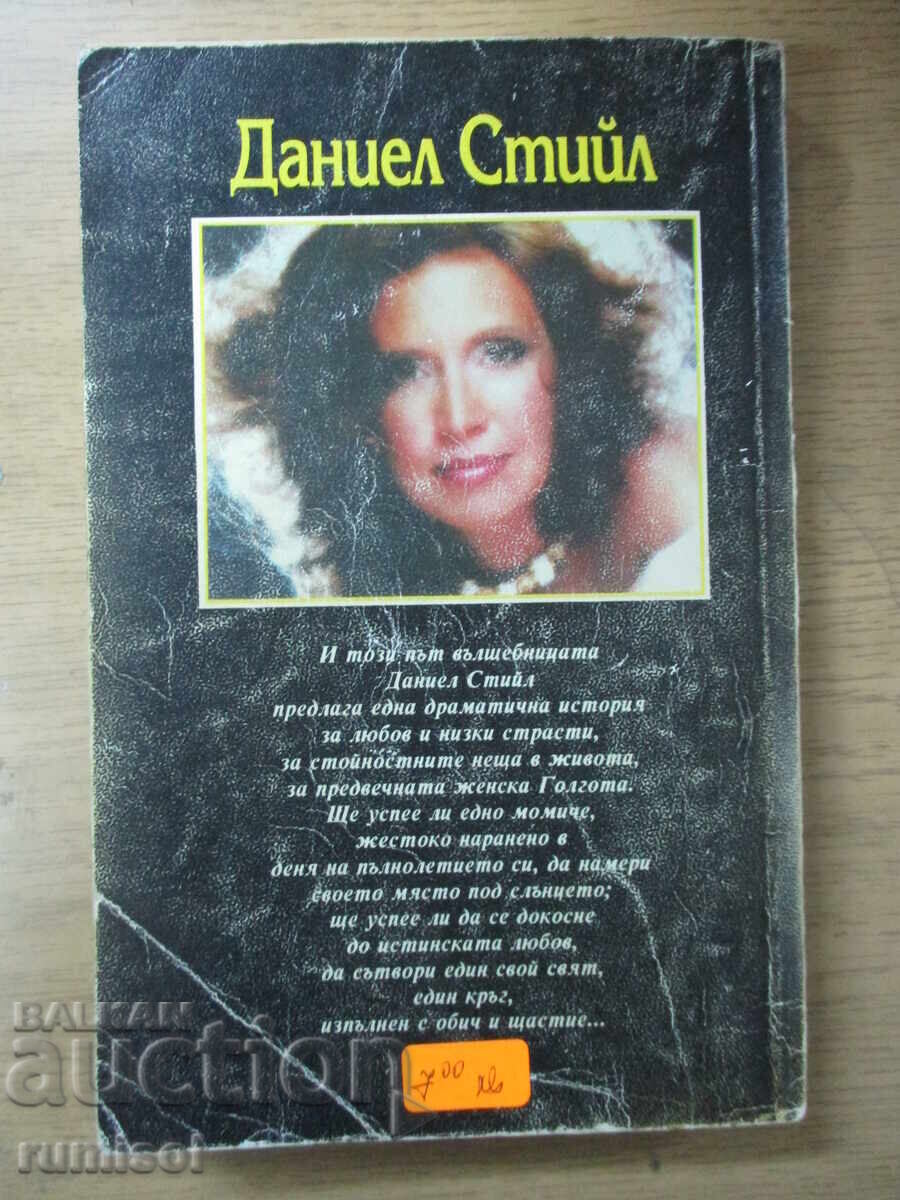 Даниел Стийл
И този път вълшебницата
Даниел Стийл
предлага една драматична история
за любов и низки страсти,
за стойностните неща в живота,
за предвечната женска Голгота.
Ще успее ли едно момиче,
жестоко наранено в
деня на пълнолетието си, да намери
своето място под слънцето;
ще успее ли да се докосне
до истинската любов,
да сътвори един свой свят,
един кръг,
изпълнен с обич и щастие...
7⁰⁰ лв
BALKAN
auction
rumisol